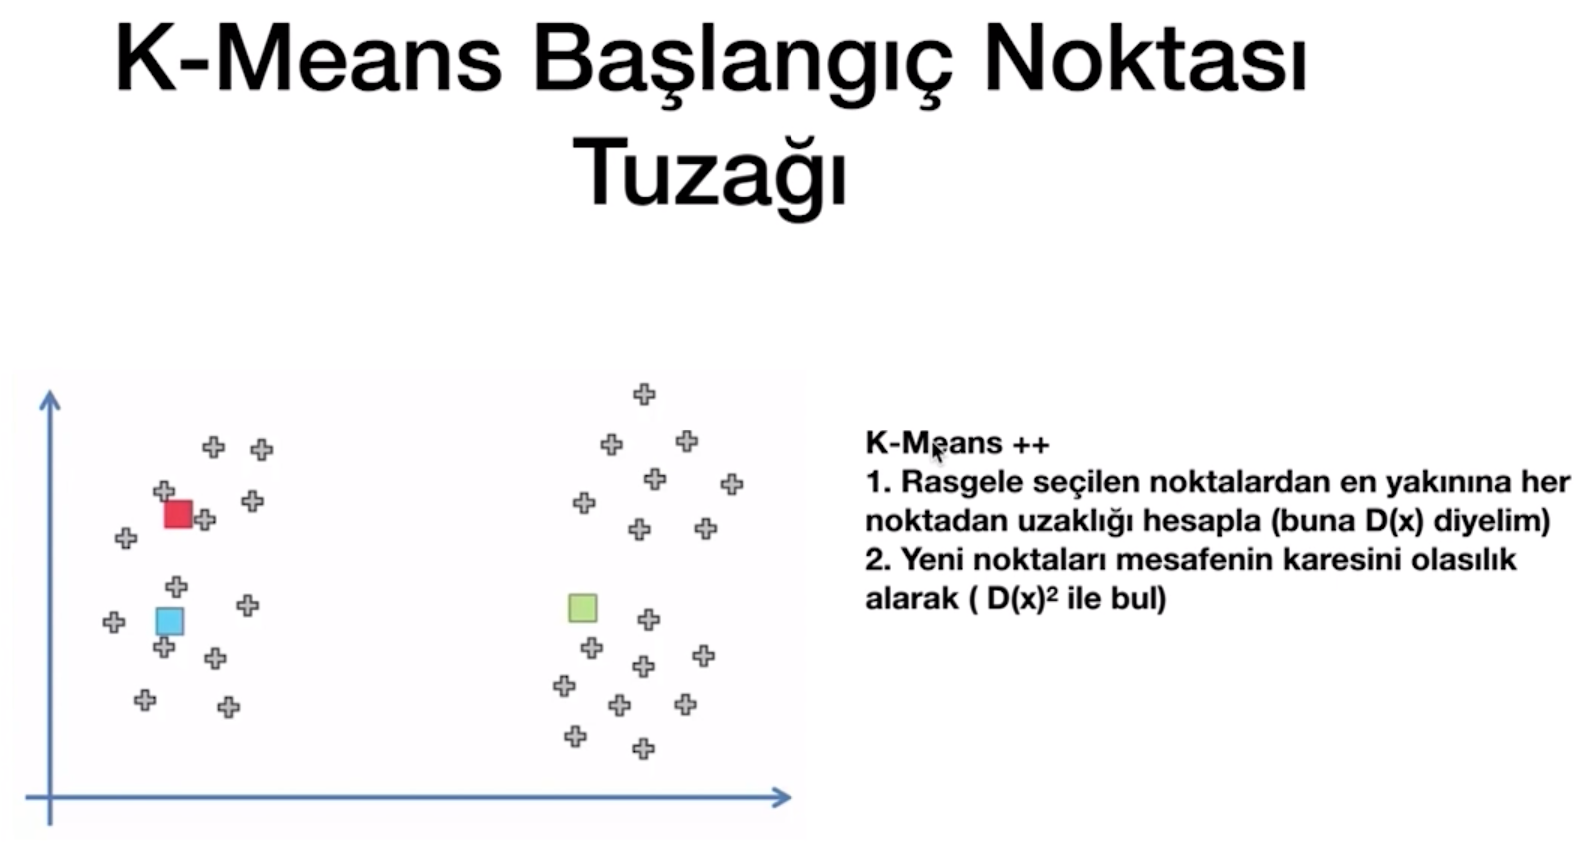 K-Means Başlangıç Noktası
Tuzağı
K-Means ++
1. Rasgele seçilen noktalardan en yakınına her
noktadan uzaklığı hesapla (buna D(x) diyelim)
2. Yeni noktaları mesafenin karesini olasılık
alarak ( D(x)² ile bul)